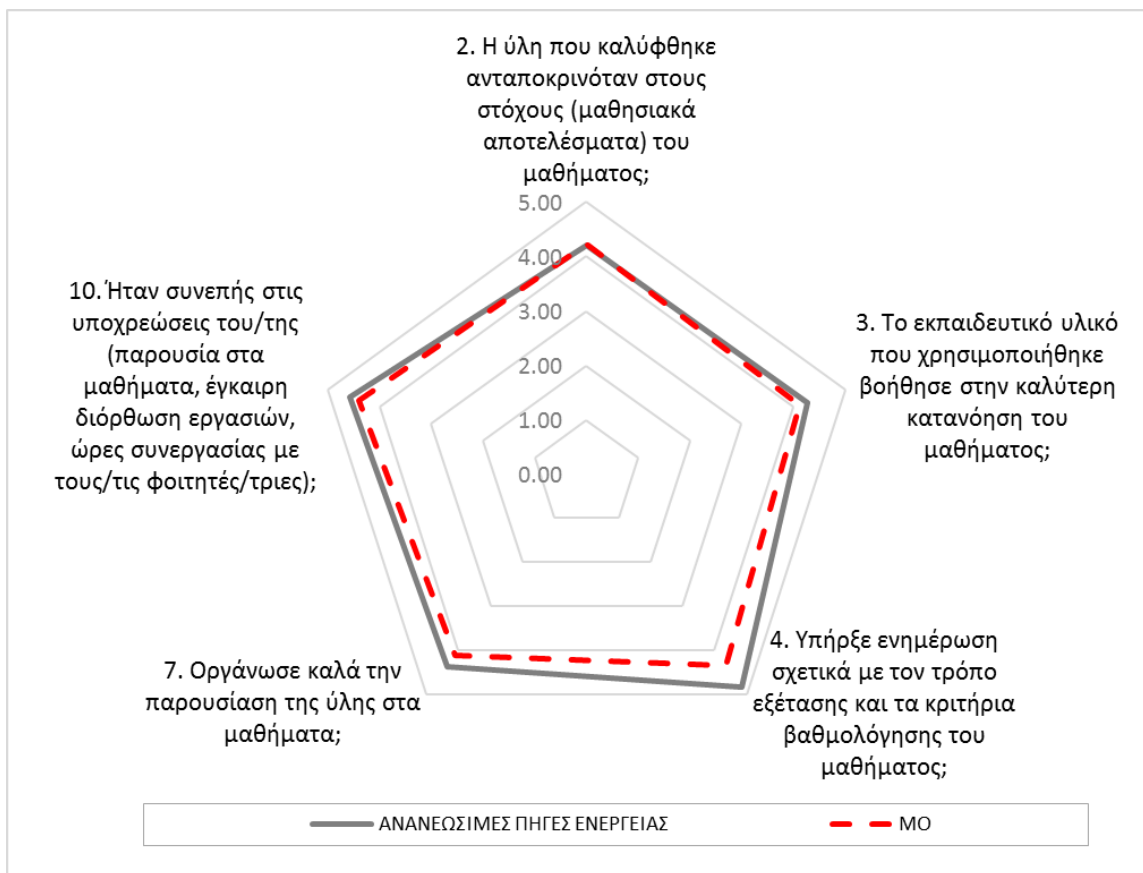 2. Η ύλη που καλύφθηκε
ανταποκρινόταν στους
στόχους (μαθησιακά
αποτελέσματα) του
μαθήματος;
5.00
4.00
3.00
2.00
1.00
0.00
3. Το εκπαιδευτικό υλικό
που χρησιμοποιήθηκε
βοήθησε στην καλύτερη
κατανόηση του
μαθήματος;
4. Υπήρξε ενημέρωση
σχετικά με τον τρόπο
εξέτασης και τα κριτήρια
βαθμολόγησης του
μαθήματος;
7. Οργάνωσε καλά την
παρουσίαση της ύλης στα
μαθήματα;
10. Ήταν συνεπής στις
υποχρεώσεις του/της
(παρουσία στα
μαθήματα, έγκαιρη
διόρθωση εργασιών,
ώρες συνεργασίας με
τους/τις φοιτητές/τριες);
ΑΝΑΝΕΩΣΙΜΕΣ ΠΗΓΕΣ ΕΝΕΡΓΕΙΑΣ
ΜΟ